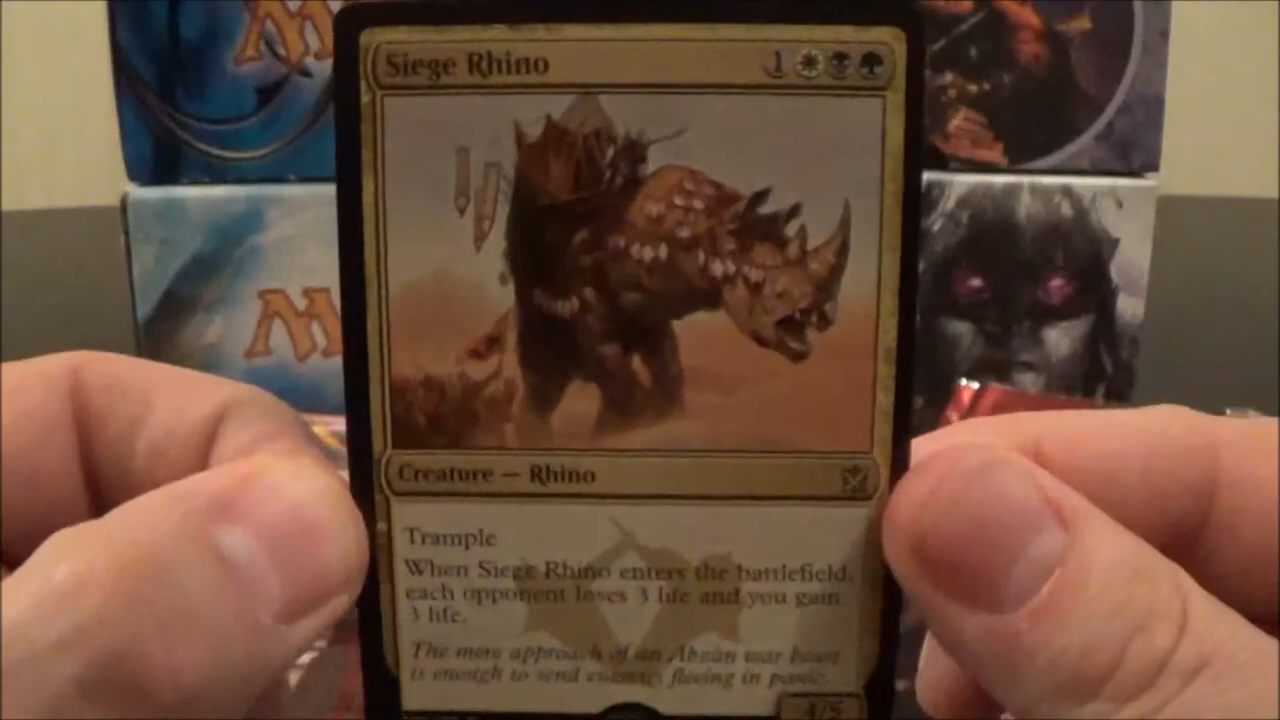 Siege Rhino 1
Creature — Rhino
Trample
When Siege Rhino enters the battlefield,
each opponent loses 3 life and you gain
3 life.
The mere approach of an Abzan war beast
is enough to send enemies fleeing in panic.
4/5